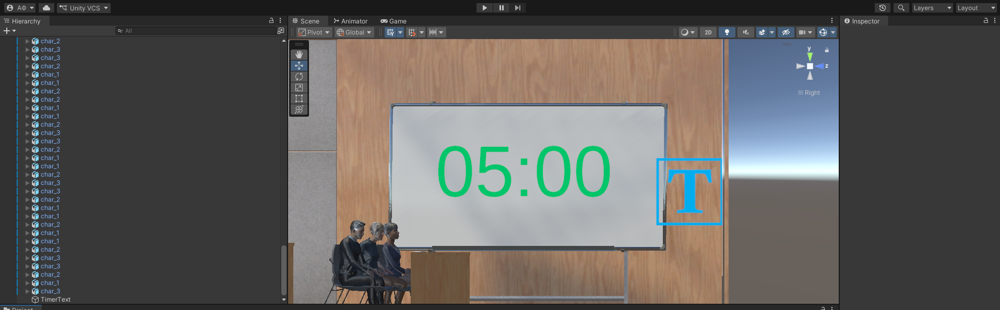 АФ Unity VCS Layers Layout
Hierarchy
All
char_2
char_3
char_3
char_2
char_1
char_1
char_2
char_2
char_1
char_1
char_2
char_3
char_3
char_2
char_1
char_1
char_2
char_3
char_3
char_2
char_1
char_1
char_2
char_1
char_1
char_2
char_3
char_3
char_2
char_1
char_3
TimerText
Project
Scene Animator Game
Pivot Global 2D
y
z
Right
05:00
T
Inspector